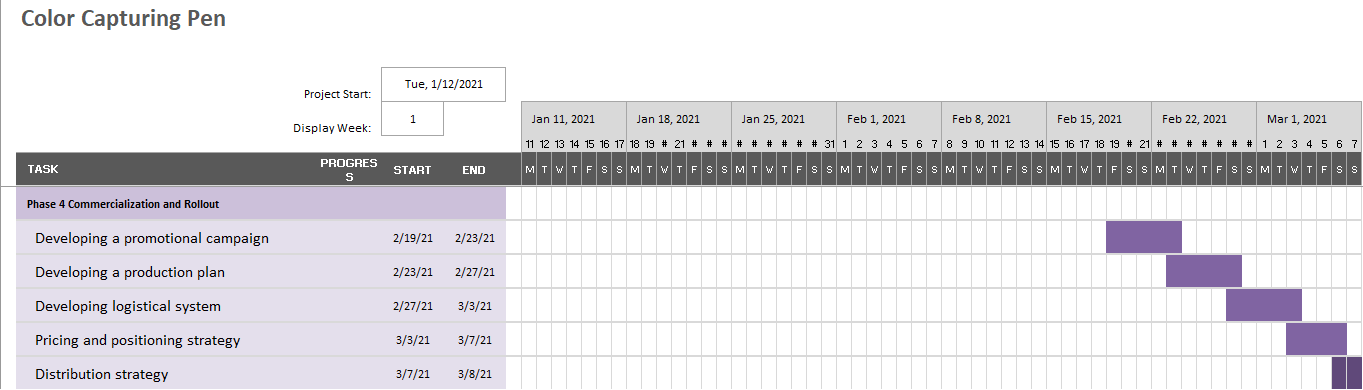 Color Capturing Pen
Project Start: Tue, 1/12/2021
Display Week: 1
Jan 11, 2021 Jan 18, 2021 Jan 25, 2021 Feb 1, 2021 Feb 8, 2021 Feb 15, 2021 Feb 22, 2021 Mar 1, 2021
11 12 13 14 15 16 17 18 19 # 21 # # # # # # # # # 31 1 2 3 4 5 6 7 8 9 10 11 12 13 14 15 16 17 18 19 # 21 # # # # # # # 1 2 3 4 5 6 7
TASK PROGRES
S START END M T W T F S S M T W T F S S M T W T F S S M T W T F S S M T W T F S S M T W T F S S M T W T F S S M T W T F S S
Phase 4 Commercialization and Rollout
Developing a promotional campaign 2/19/21 2/23/21
Developing a production plan 2/23/21 2/27/21
Developing logistical system 2/27/21 3/3/21
Pricing and positioning strategy 3/3/21 3/7/21
Distribution strategy 3/7/21 3/8/21